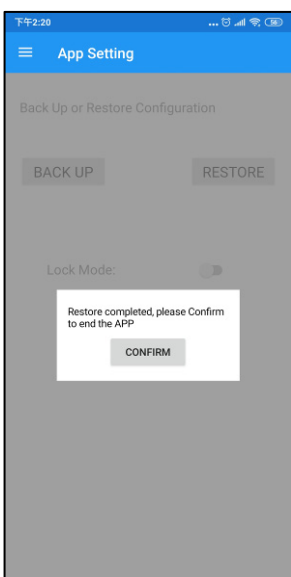 下午2:20
App Setting
Back Up or Restore Configuration
BACK UP
RESTORE
Lock Mode:
Restore completed, please Confirm
to end the APP
CONFIRM